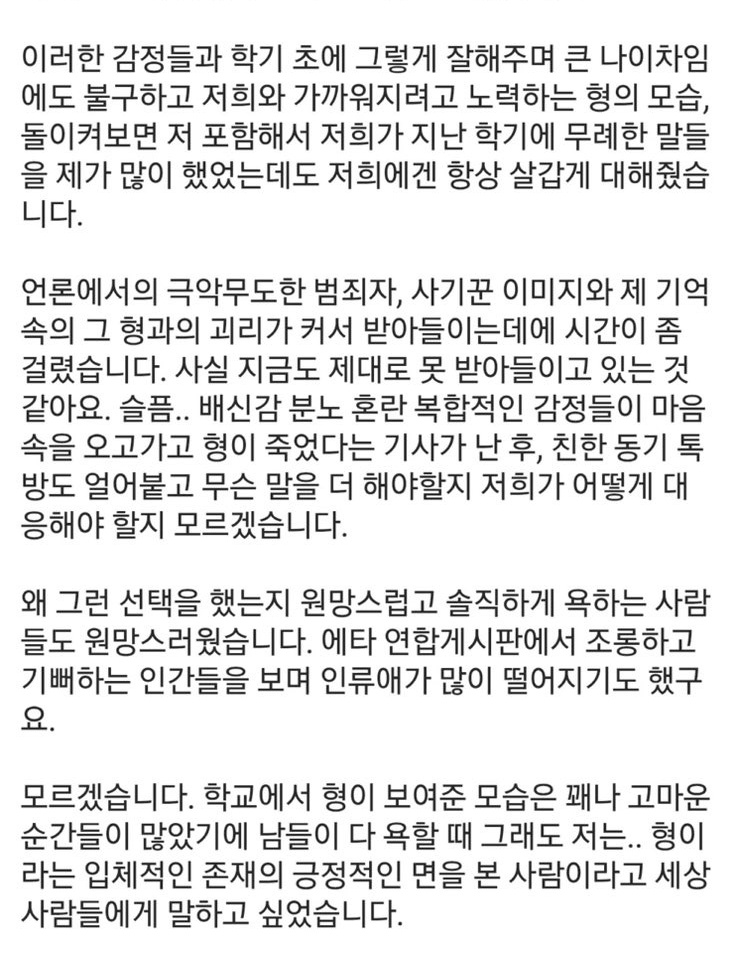 이러한 감정들과 학기 초에 그렇게 잘해주며 큰 나이차임
에도 불구하고 저희와 가까워지려고 노력하는 형의 모습,
돌이켜보면 저 포함해서 저희가 지난 학기에 무례한 말들
을 제가 많이 했었는데도 저희에겐 항상 살갑게 대해줬습
니다.
언론에서의 극악무도한 범죄자, 사기꾼 이미지와 제 기억
속의 그 형과의 괴리가 커서 받아들이는데에 시간이 좀
걸렸습니다. 사실 지금도 제대로 못 받아들이고 있는 것
같아요. 슬픔.. 배신감 분노 혼란 복합적인 감정들이 마음
속을 오고가고 형이 죽었다는 기사가 난 후, 친한 동기 톡
방도 얼어붙고 무슨 말을 더 해야할지 저희가 어떻게 대
응해야 할지 모르겠습니다.
왜 그런 선택을 했는지 원망스럽고 솔직하게 욕하는 사람
들도 원망스러웠습니다. 에타 연합게시판에서 조롱하고
기뻐하는 인간들을 보며 인류애가 많이 떨어지기도 했구
요.
모르겠습니다. 학교에서 형이 보여준 모습은 꽤나 고마운
순간들이 많았기에 남들이 다 욕할 때 그래도 저는.. 형이
라는 입체적인 존재의 긍정적인 면을 본 사람이라고 세상
사람들에게 말하고 싶었습니다.